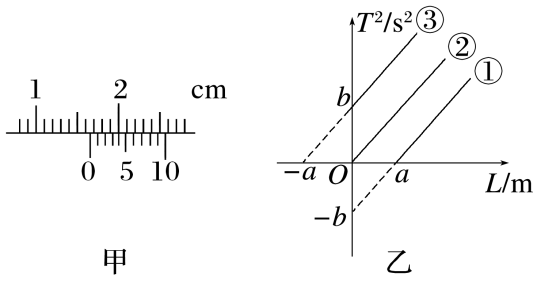 1 2 cm
0 5 10
甲
T²/s² ③
②
①
b
−a O a L/m
−b
乙